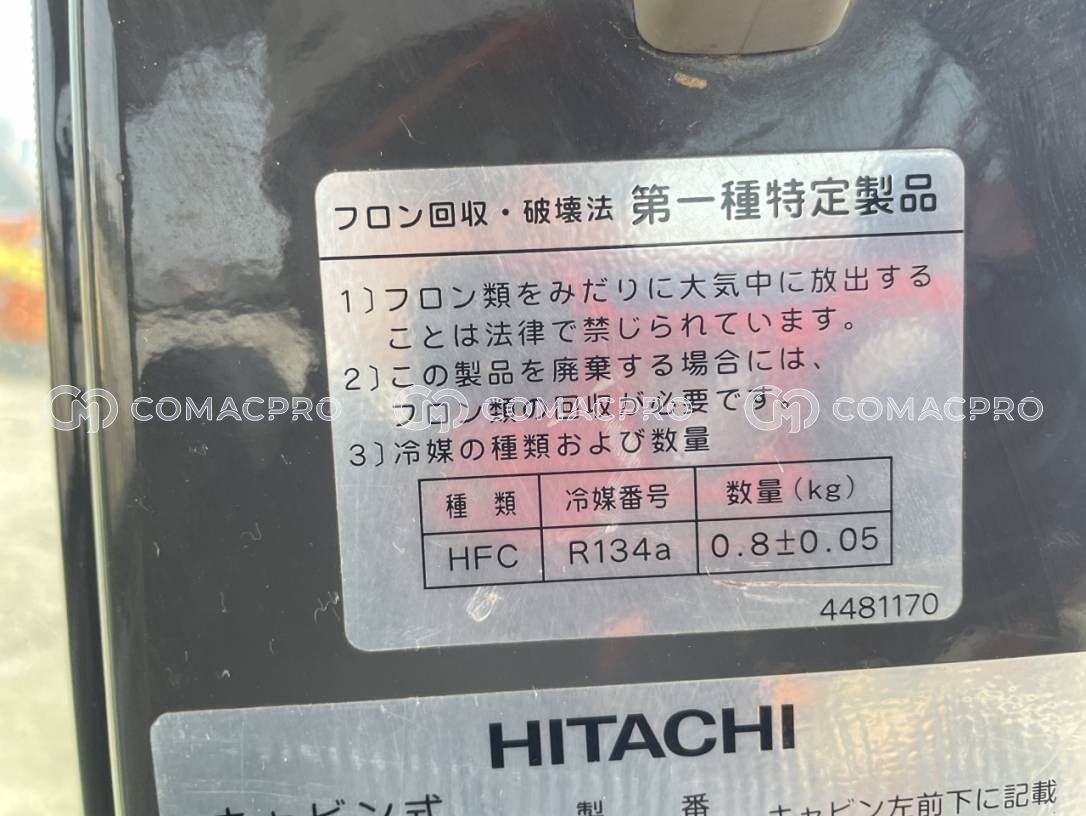 フロン回収・破壊法 第一種特定製品
1)フロン類をみだりに大気中に放出する
ことは法律で禁じられています。
2)この製品を廃棄する場合には、
フロン類の回収が必要です。
3)冷媒の種類および数量
種類 冷媒番号 数量(kg)
HFC R134a 0.8±0.05
4481170
COMACPRO COMACPRO COMACPRO
HITACHI
キャビン式 製 番 キャビン左前下に記載